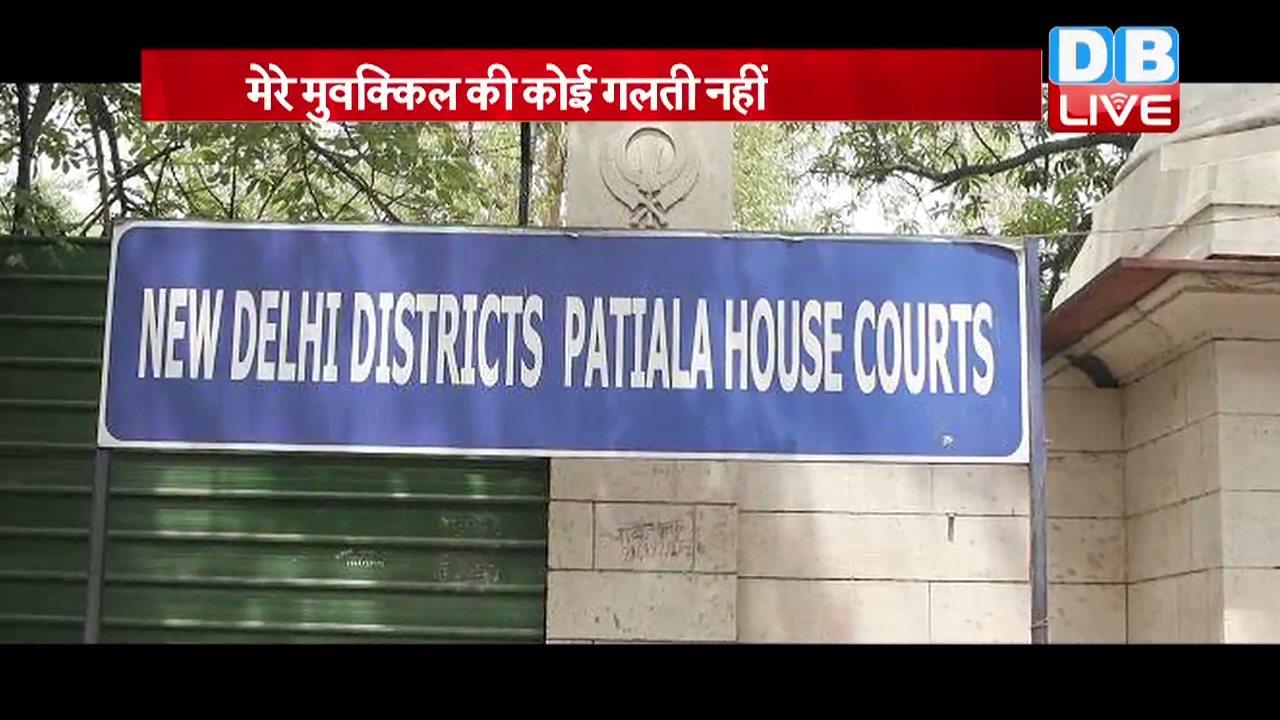 मेरे मुवक्किल की कोई गलती नहीं
DB
LIVE
NEW DELHI DISTRICTS PATIALA HOUSE COURTS